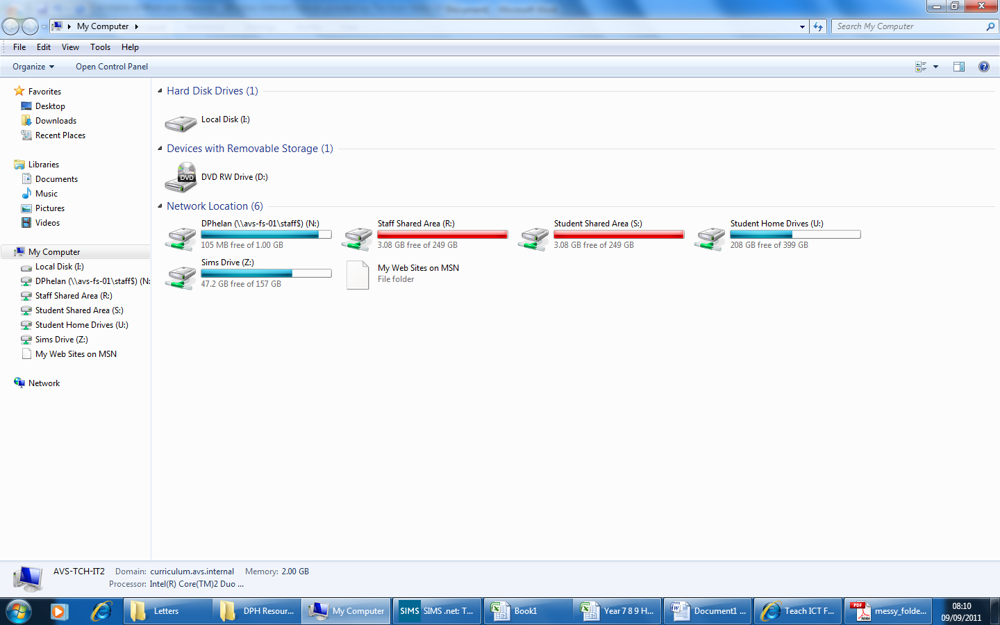 My Computer
Search My Computer
File Edit View Tools Help
Organize Open Control Panel
Favorites
Desktop
Downloads
Recent Places
Libraries
Documents
Music
Pictures
Videos
My Computer
Local Disk (I:)
DPhelan (\\avs-fs-01\staff$) (N:
Staff Shared Area (R:)
Student Shared Area (S:)
Student Home Drives (U:)
Sims Drive (Z:)
My Web Sites on MSN
Network
Hard Disk Drives (1)
Local Disk (I:)
Devices with Removable Storage (1)
DVD
DVD RW Drive (D:)
Network Location (6)
DPhelan (\\avs-fs-01\staff$) (N:)
105 MB free of 1.00 GB
Staff Shared Area (R:)
3.08 GB free of 249 GB
Student Shared Area (S:)
3.08 GB free of 249 GB
Student Home Drives (U:)
208 GB free of 399 GB
Sims Drive (Z:)
47.2 GB free of 157 GB
My Web Sites on MSN
File folder
AVS-TCH-IT2 Domain: curriculum.avs.internal Memory: 2.00 GB
Processor: Intel(R) Core(TM)2 Duo ...
Letters
DPH Resour...
My Computer
SIMS SIMS .net: T...
Book1
Year 7 8 9 H...
Document1 ...
Teach ICT F...
PDF Adobe messy_folde...
08:10
09/09/2011